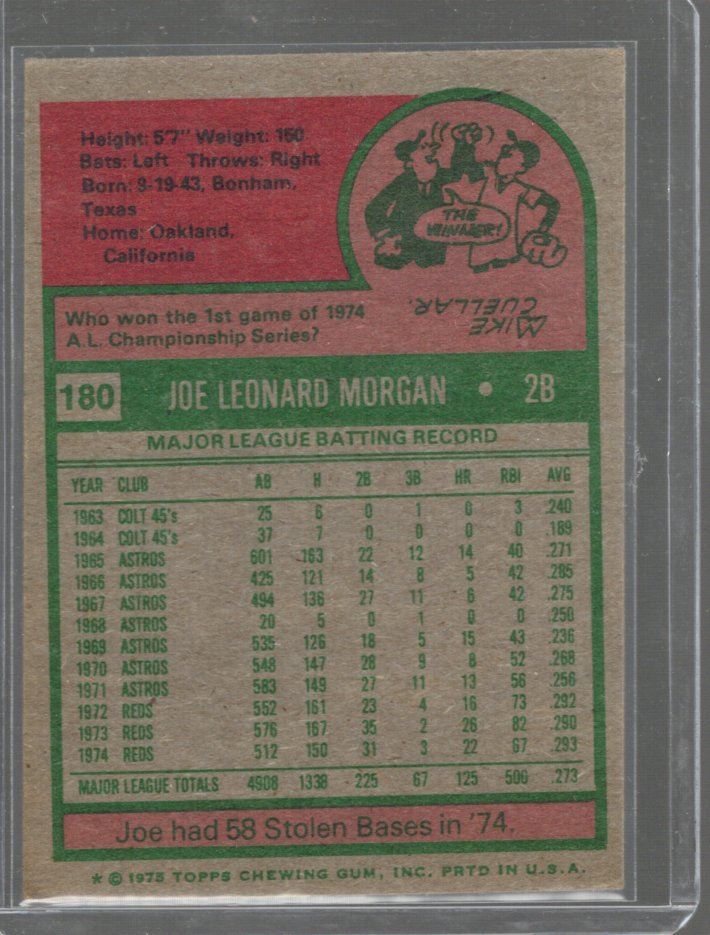 Height: 5'7" Weight: 150
Bats: Left Throws: Right
Born: 9-19-43, Bonham,
Texas
Home: Oakland,
California
THE
WINNER!
MIKE
CUELLAR.
Who won the 1st game of 1974
A.L. Championship Series?
180 JOE LEONARD MORGAN • 2B
MAJOR LEAGUE BATTING RECORD
YEAR CLUB AB H 2B 3B HR RBI AVG
1963 COLT 45's 25 6 0 1 0 3 .240
1964 COLT 45's 37 7 0 0 0 0 .189
1965 ASTROS 601 163 22 12 14 40 .271
1966 ASTROS 425 121 14 8 5 42 .285
1967 ASTROS 494 136 27 11 6 42 .275
1968 ASTROS 20 5 0 1 0 0 .250
1969 ASTROS 535 126 18 5 15 43 .236
1970 ASTROS 548 147 28 9 8 52 .268
1971 ASTROS 583 149 27 11 13 56 .256
1972 REDS 552 161 23 4 16 73 .292
1973 REDS 576 167 35 2 26 82 .290
1974 REDS 512 150 31 3 22 67 .293
MAJOR LEAGUE TOTALS 4908 1338 225 67 125 500 .273
Joe had 58 Stolen Bases in '74.
* © 1975 TOPPS CHEWING GUM, INC. PRTD IN U.S.A.